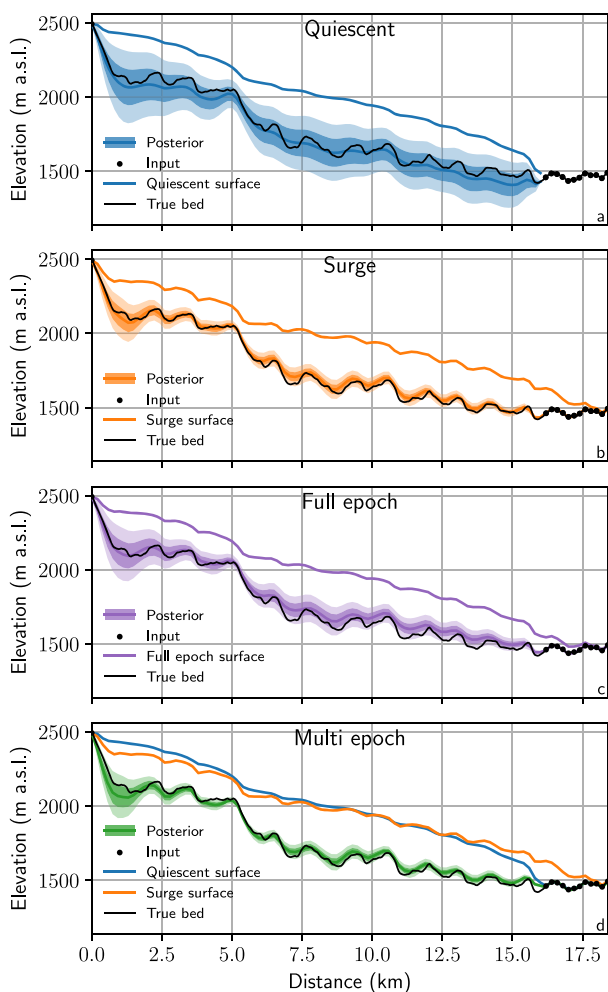 Quiescent
Elevation (m a.s.l.)
2500
2000
1500
Posterior
Input
Quiescent surface
True bed
a
Surge
Elevation (m a.s.l.)
2500
2000
1500
Posterior
Input
Surge surface
True bed
b
Full epoch
Elevation (m a.s.l.)
2500
2000
1500
Posterior
Input
Full epoch surface
True bed
c
Multi epoch
Elevation (m a.s.l.)
2500
2000
1500
Posterior
Input
Quiescent surface
Surge surface
True bed
d
0.0 2.5 5.0 7.5 10.0 12.5 15.0 17.5
Distance (km)